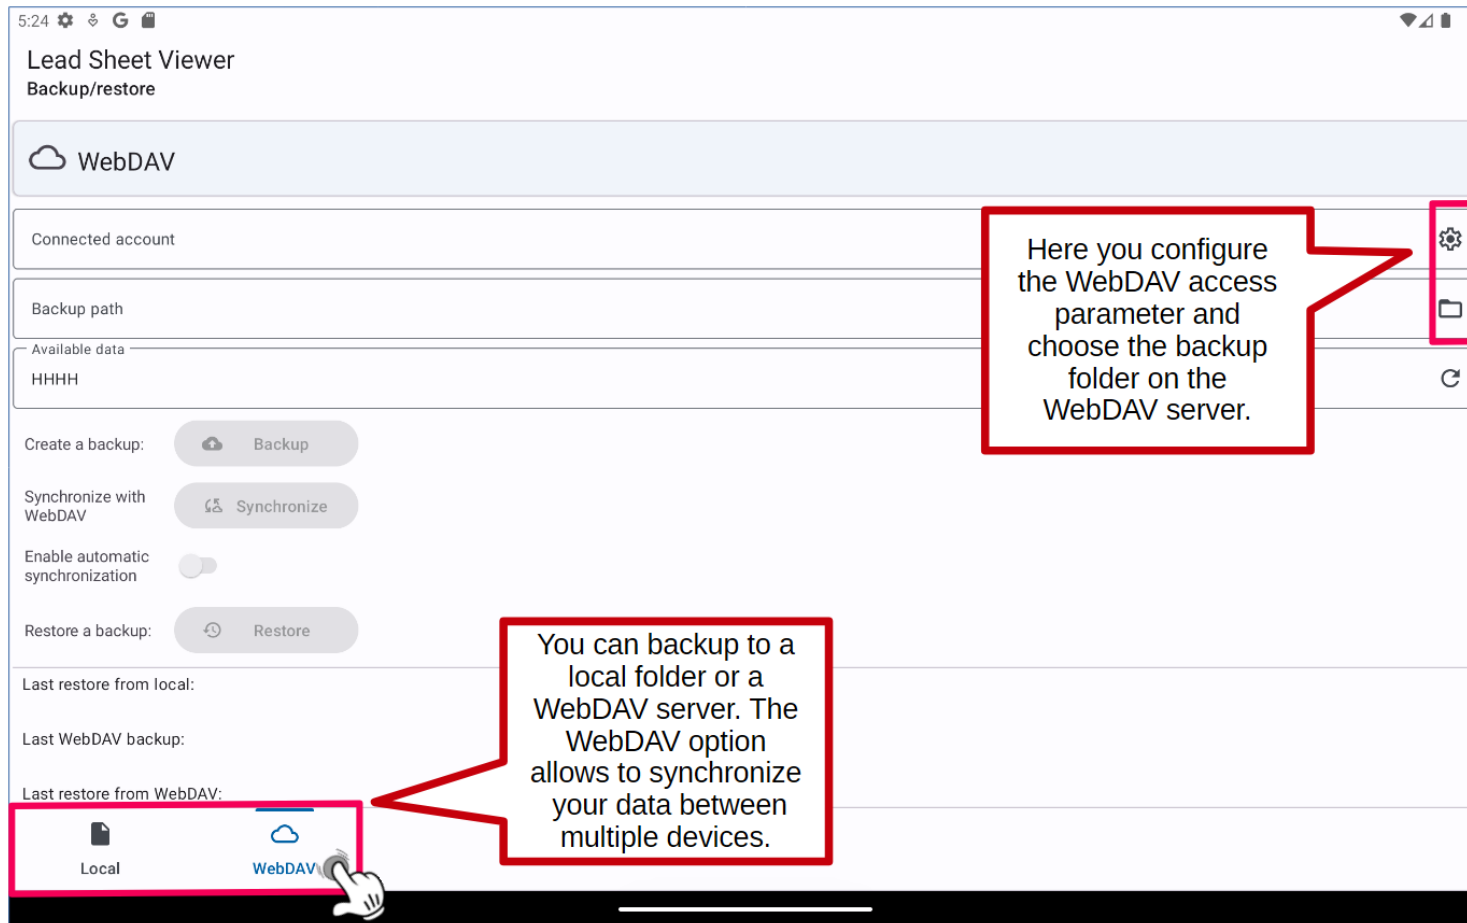 5:24
Lead Sheet Viewer
Backup/restore
WebDAV
Connected account
Backup path
Available data
HHHH
Here you configure
the WebDAV access
parameter and
choose the backup
folder on the
WebDAV server.
Create a backup:
Backup
Synchronize with
WebDAV
Synchronize
Enable automatic
synchronization
Restore a backup:
Restore
You can backup to a
local folder or a
WebDAV server. The
WebDAV option
allows to synchronize
your data between
multiple devices.
Last restore from local:
Last WebDAV backup:
Last restore from WebDAV:
Local
WebDAV